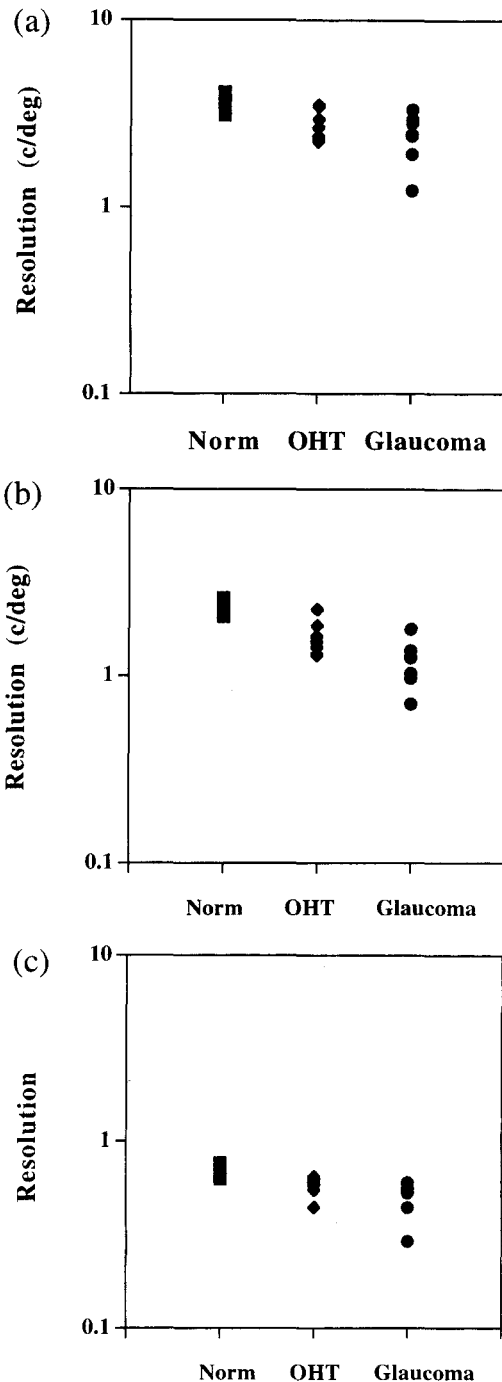 (a)
10
1
0.1
Resolution (c/deg)
Norm OHT Glaucoma
(b)
10
1
0.1
Resolution (c/deg)
Norm OHT Glaucoma
(c)
10
1
0.1
Resolution
Norm OHT Glaucoma